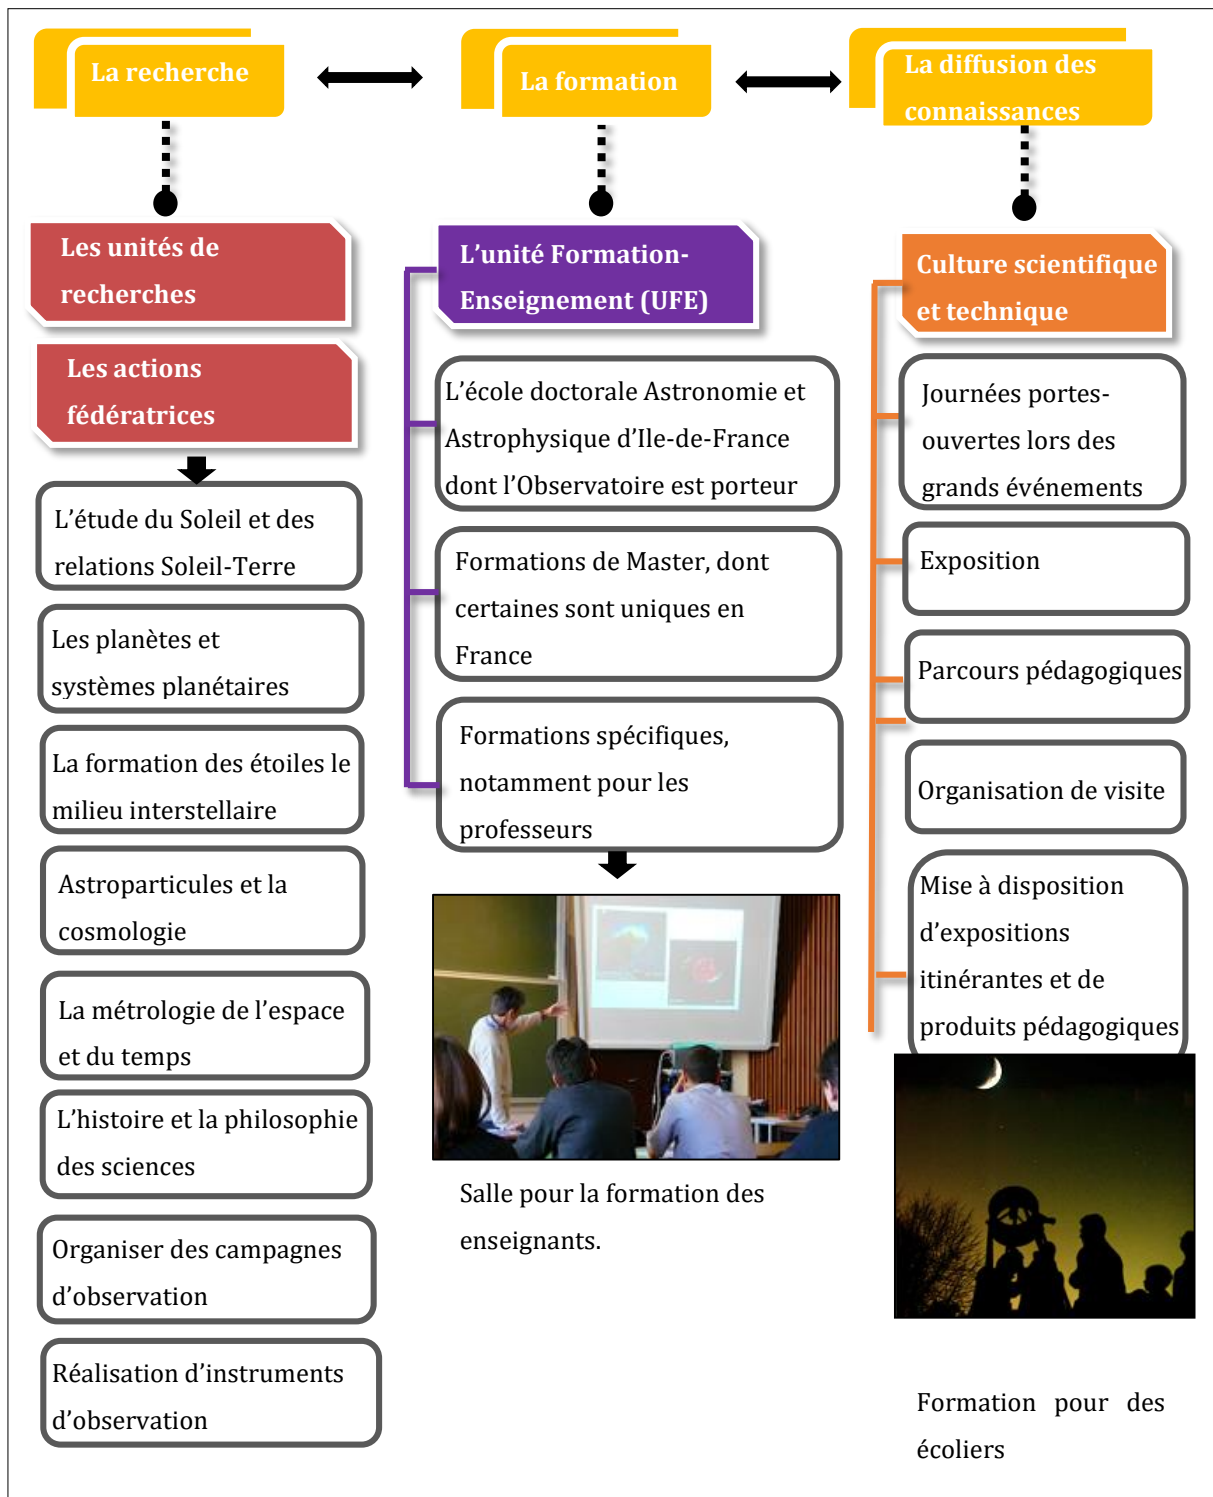 La recherche
La formation
La diffusion des
connaissances
Les unités de
recherches
Les actions
fédératrices
L'étude du Soleil et des
relations Soleil-Terre
Les planètes et
systèmes planétaires
La formation des étoiles le
milieu interstellaire
Astroparticules et la
cosmologie
La métrologie de l'espace
et du temps
L'histoire et la philosophie
des sciences
Organiser des campagnes
d'observation
Réalisation d'instruments
d'observation
L'unité Formation-
Enseignement (UFE)
L'école doctorale Astronomie et
Astrophysique d'Ile-de-France
dont l'Observatoire est porteur
Formations de Master, dont
certaines sont uniques en
France
Formations spécifiques,
notamment pour les
professeurs
Salle pour la formation des
enseignants.
Culture scientifique
et technique
Journées portes-
ouvertes lors des
grands événements
Exposition
Parcours pédagogiques
Organisation de visite
Mise à disposition
d'expositions
itinérantes et de
produits pédagogiques
Formation pour des
écoliers